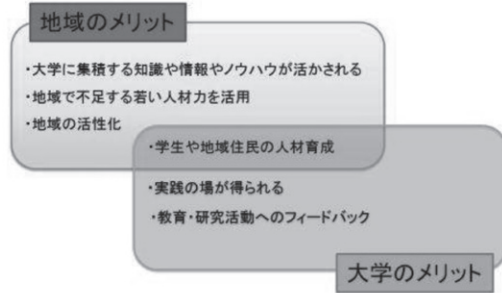 地域のメリット
・大学に集積する知識や情報やノウハウが活かされる
・地域で不足する若い人材力を活用
・地域の活性化
・学生や地域住民の人材育成
・実践の場が得られる
・教育・研究活動へのフィードバック
大学のメリット